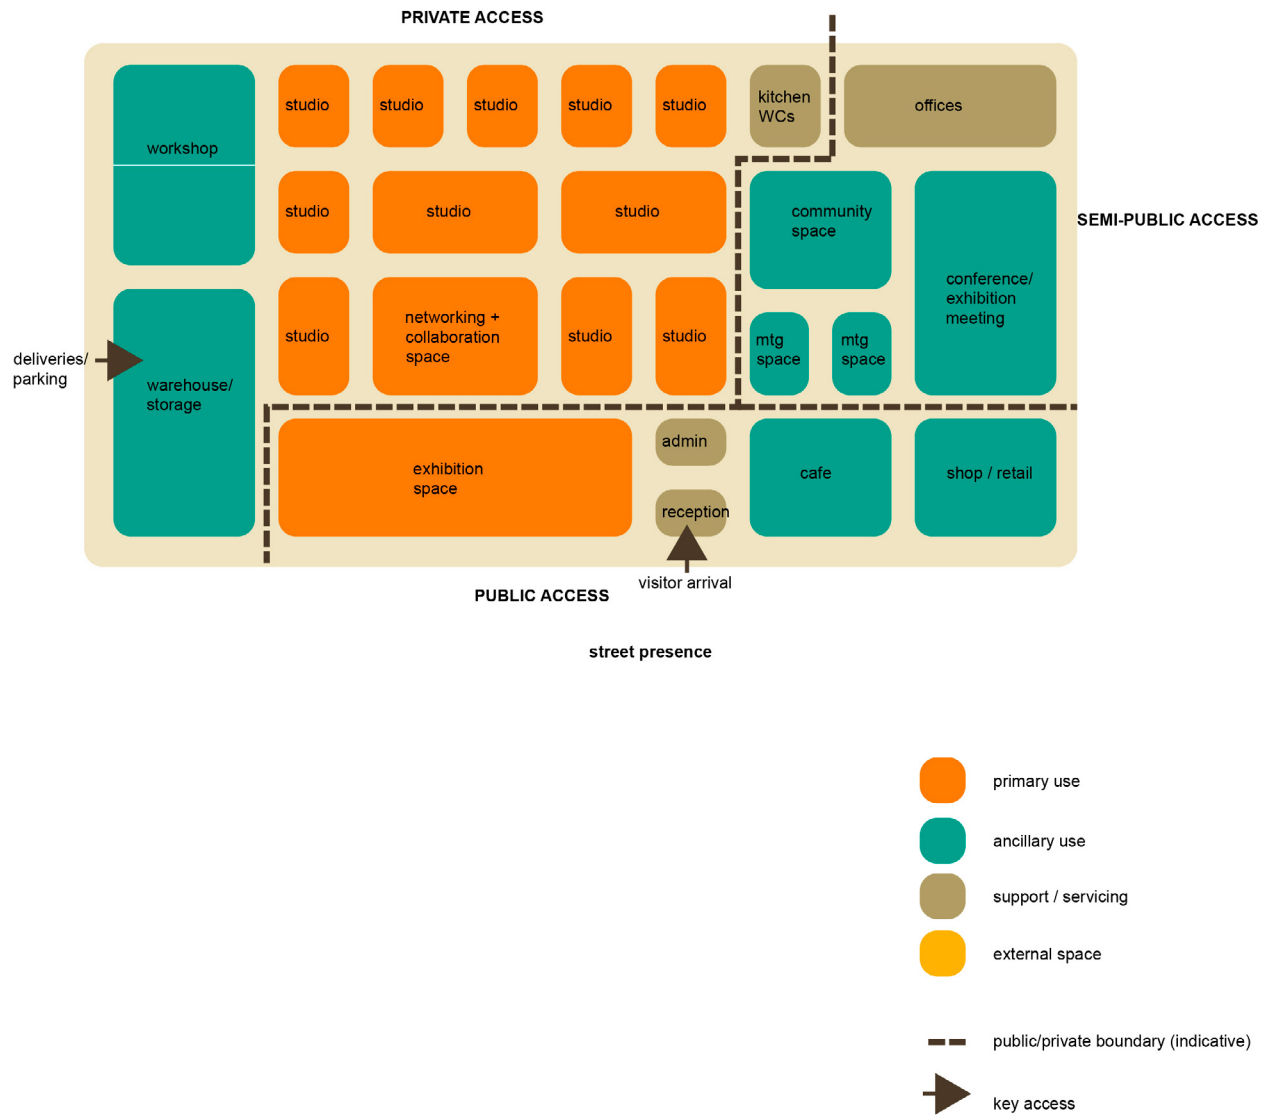 PRIVATE ACCESS
studio
studio
studio
studio
studio
kitchen
WCs
offices
workshop
studio
studio
studio
community
space
SEMI-PUBLIC ACCESS
conference/
exhibition
meeting
studio
networking +
collaboration
space
studio
studio
mtg
space
mtg
space
deliveries/
parking
warehouse/
storage
exhibition
space
admin
reception
cafe
shop / retail
visitor arrival
PUBLIC ACCESS
street presence
primary use
ancillary use
support / servicing
external space
public/private boundary (indicative)
key access